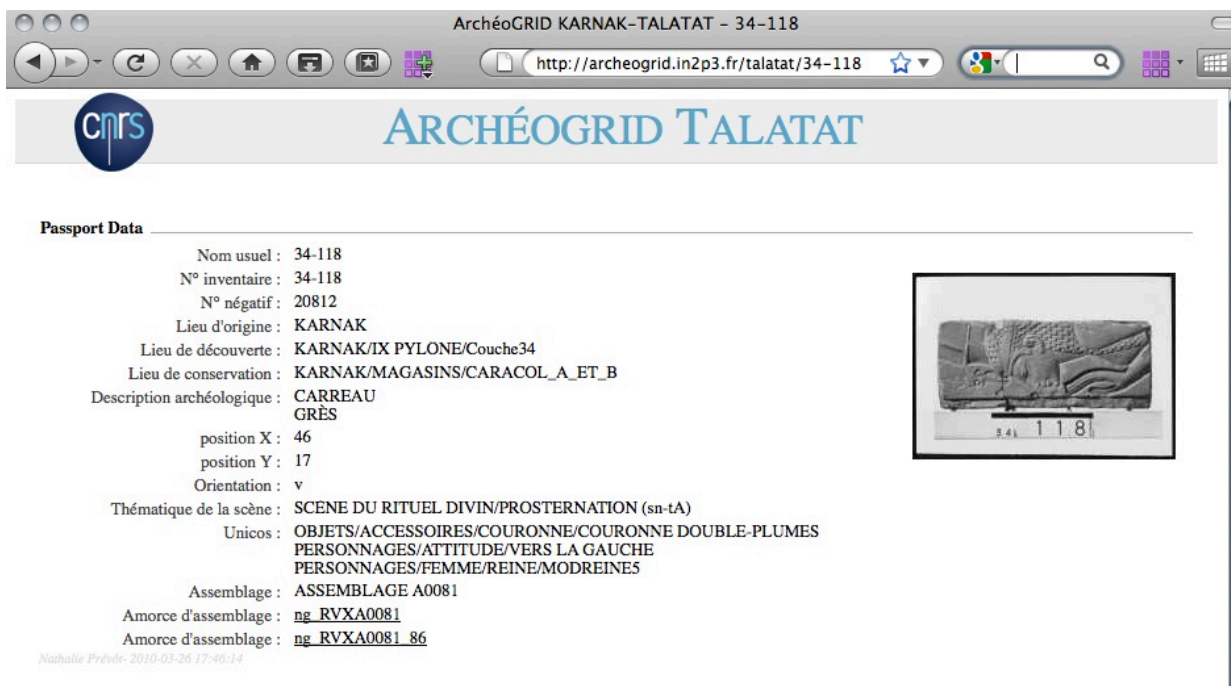 ArchéoGRID KARNAK-TALATAT - 34-118
http://archeogrid.in2p3.fr/talatat/34-118
cnrs
ARCHÉOGRID TALATAT
Passport Data
Nom usuel : 34-118
N° inventaire : 34-118
N° négatif : 20812
Lieu d'origine : KARNAK
Lieu de découverte : KARNAK/IX PYLONE/Couche34
Lieu de conservation : KARNAK/MAGASINS/CARACOL_A_ET_B
Description archéologique : CARREAU
GRÈS
position X : 46
position Y : 17
Orientation : v
Thématique de la scène : SCENE DU RITUEL DIVIN/PROSTERNATION (sn-tA)
Unicos : OBJETS/ACCESSOIRES/COURONNE/COURONNE DOUBLE-PLUMES
PERSONNAGES/ATTITUDE/VERS LA GAUCHE
PERSONNAGES/FEMME/REINE/MODREINE5
Assemblage : ASSEMBLAGE A0081
Amorce d'assemblage : ng_RVXA0081
Amorce d'assemblage : ng_RVXA0081_86
Nathalie Prévôt- 2010-03-26 17:46:14
118